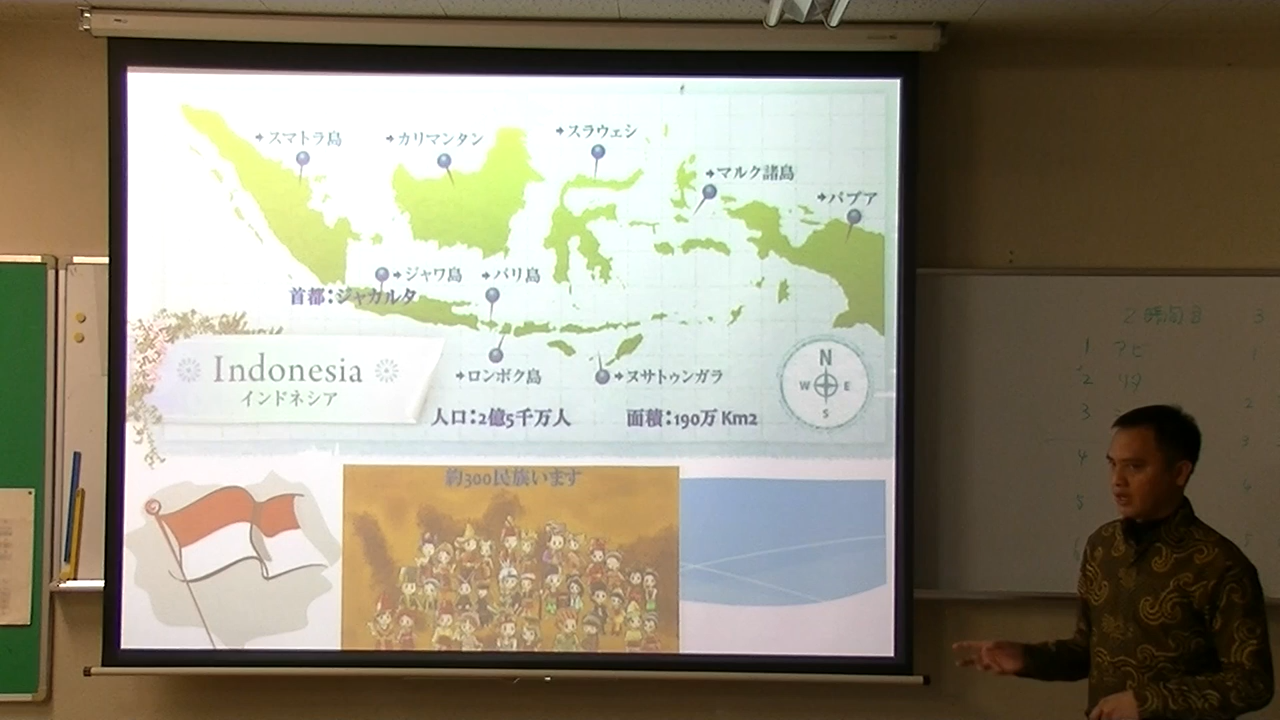 スマトラ島
カリマンタン
スラウェシ
マルク諸島
パプア
ジャワ島
バリ島
首都:ジャカルタ
Indonesia
インドネシア
ロンボク島
ヌサトゥンガラ
N
W E
S
人口:2億5千万人
面積:190万 Km2
約300民族います
2時間目
3
1 アビ
1
2 リタ
2
3
3
4
4
5
5